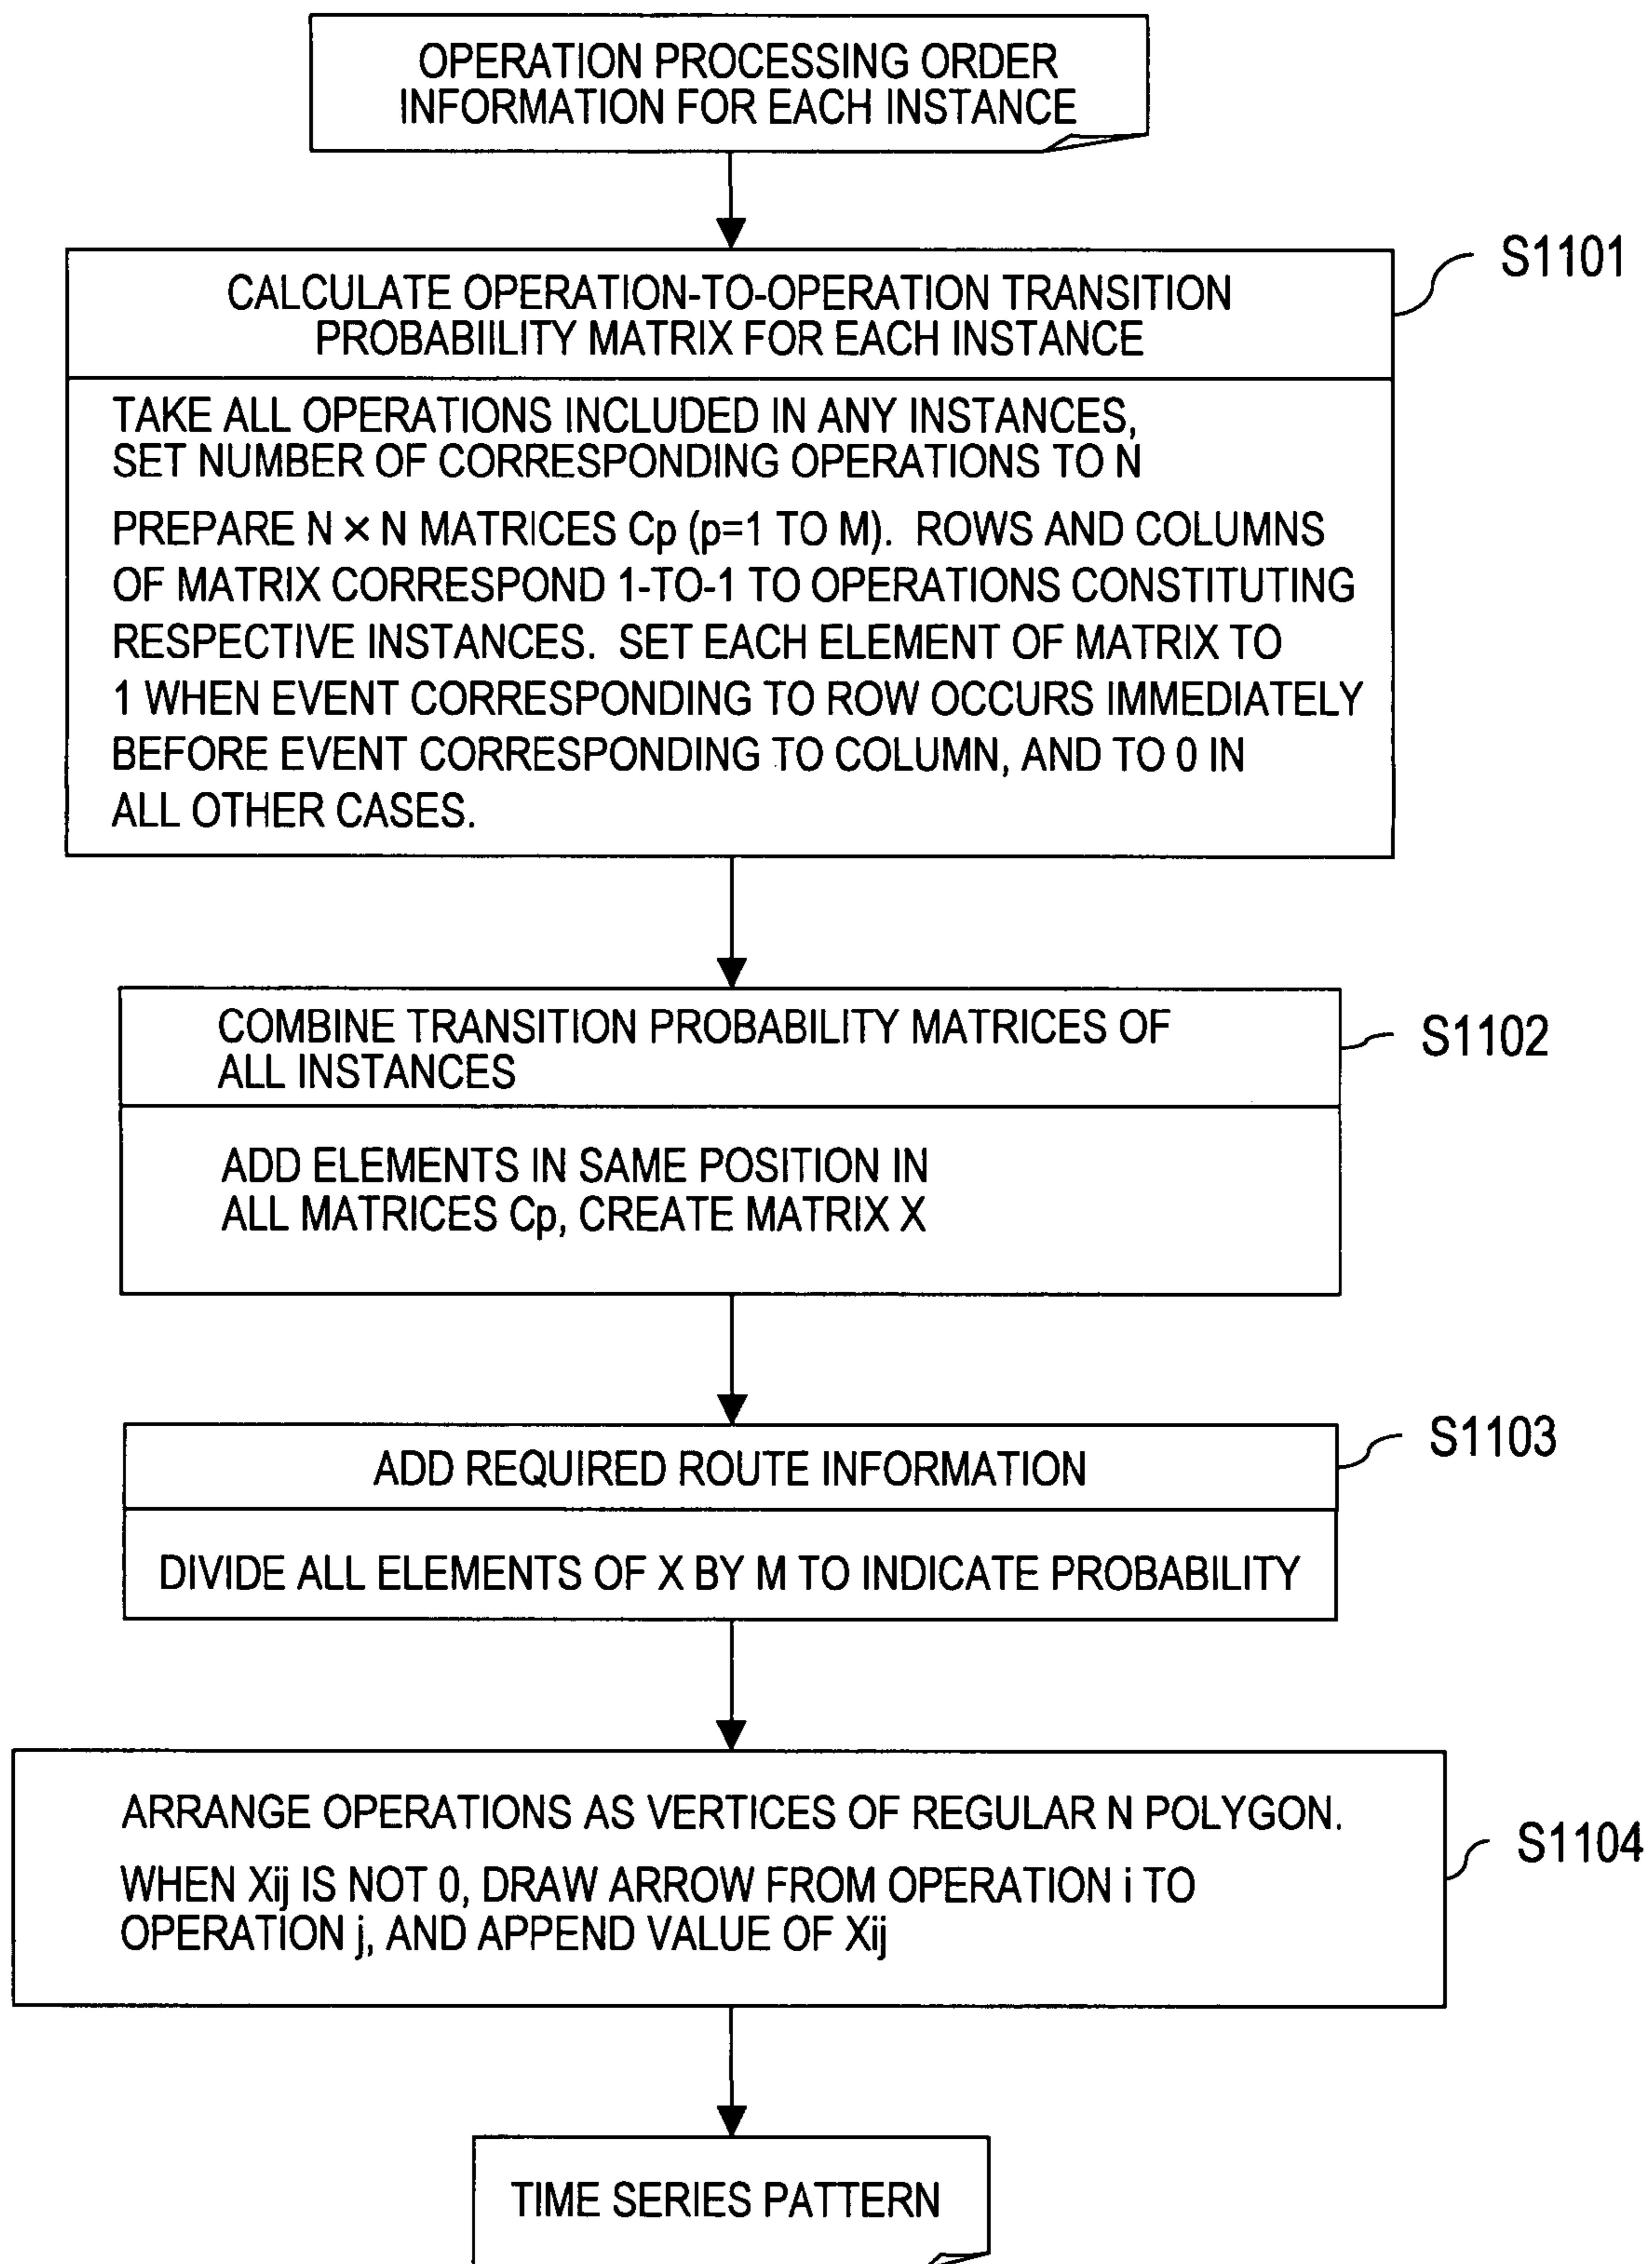 OPERATION PROCESSING ORDER
INFORMATION FOR EACH INSTANCE
S1101
CALCULATE OPERATION-TO-OPERATION TRANSITION
PROBABIILITY MATRIX FOR EACH INSTANCE
TAKE ALL OPERATIONS INCLUDED IN ANY INSTANCES,
SET NUMBER OF CORRESPONDING OPERATIONS TO N
PREPARE N × N MATRICES Cp (p=1 TO M). ROWS AND COLUMNS
OF MATRIX CORRESPOND 1-TO-1 TO OPERATIONS CONSTITUTING
RESPECTIVE INSTANCES. SET EACH ELEMENT OF MATRIX TO
1 WHEN EVENT CORRESPONDING TO ROW OCCURS IMMEDIATELY
BEFORE EVENT CORRESPONDING TO COLUMN, AND TO 0 IN
ALL OTHER CASES.
S1102
COMBINE TRANSITION PROBABILITY MATRICES OF
ALL INSTANCES
ADD ELEMENTS IN SAME POSITION IN
ALL MATRICES Cp, CREATE MATRIX X
S1103
ADD REQUIRED ROUTE INFORMATION
DIVIDE ALL ELEMENTS OF X BY M TO INDICATE PROBABILITY
S1104
ARRANGE OPERATIONS AS VERTICES OF REGULAR N POLYGON.
WHEN Xij IS NOT 0, DRAW ARROW FROM OPERATION i TO
OPERATION j, AND APPEND VALUE OF Xij
TIME SERIES PATTERN